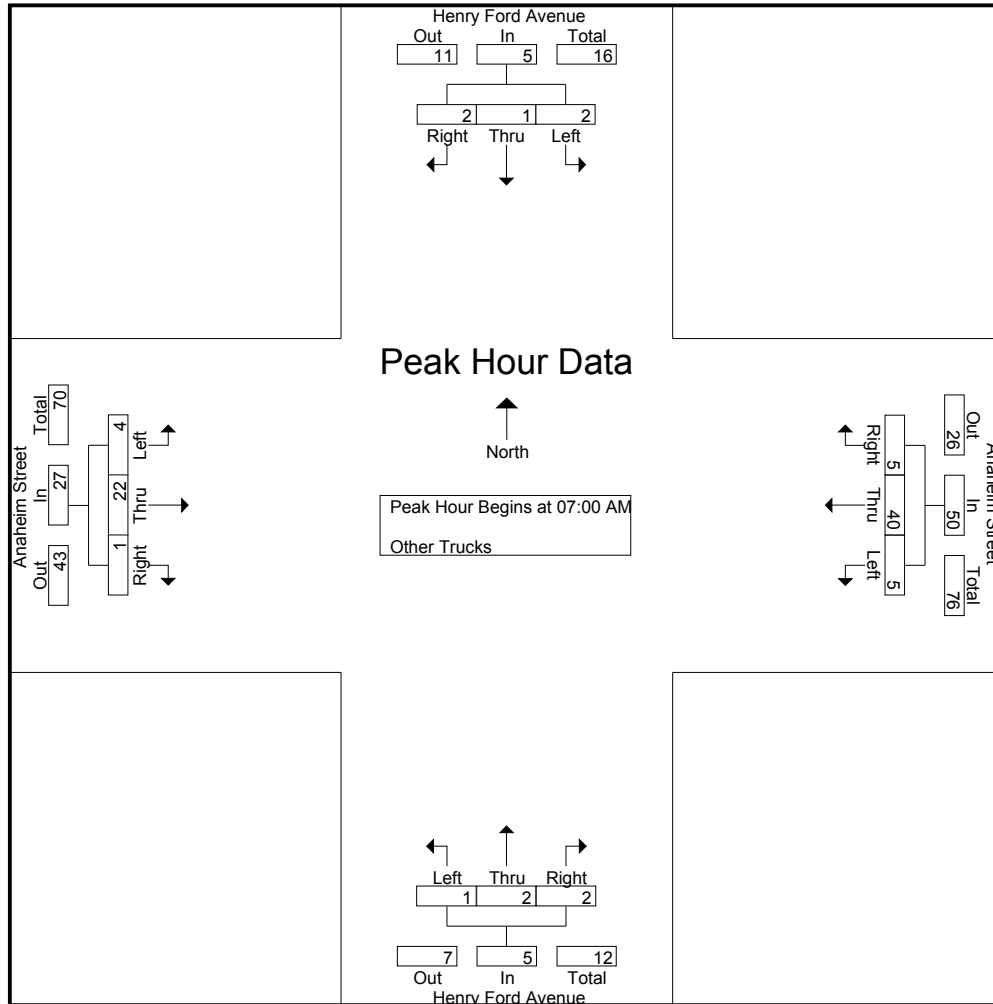 Henry Ford Avenue
Out In Total
11 5 16
2 1 2
Right Thru Left
Peak Hour Data
North
Peak Hour Begins at 07:00 AM
Other Trucks
Anaheim Street
Out In Total
43 27 70
Right Thru Left
1 22 4
Anaheim Street
Out In Total
26 50 76
Right Thru Left
5 40 5
Left Thru Right
1 2 2
7 5 12
Out In Total
Henry Ford Avenue